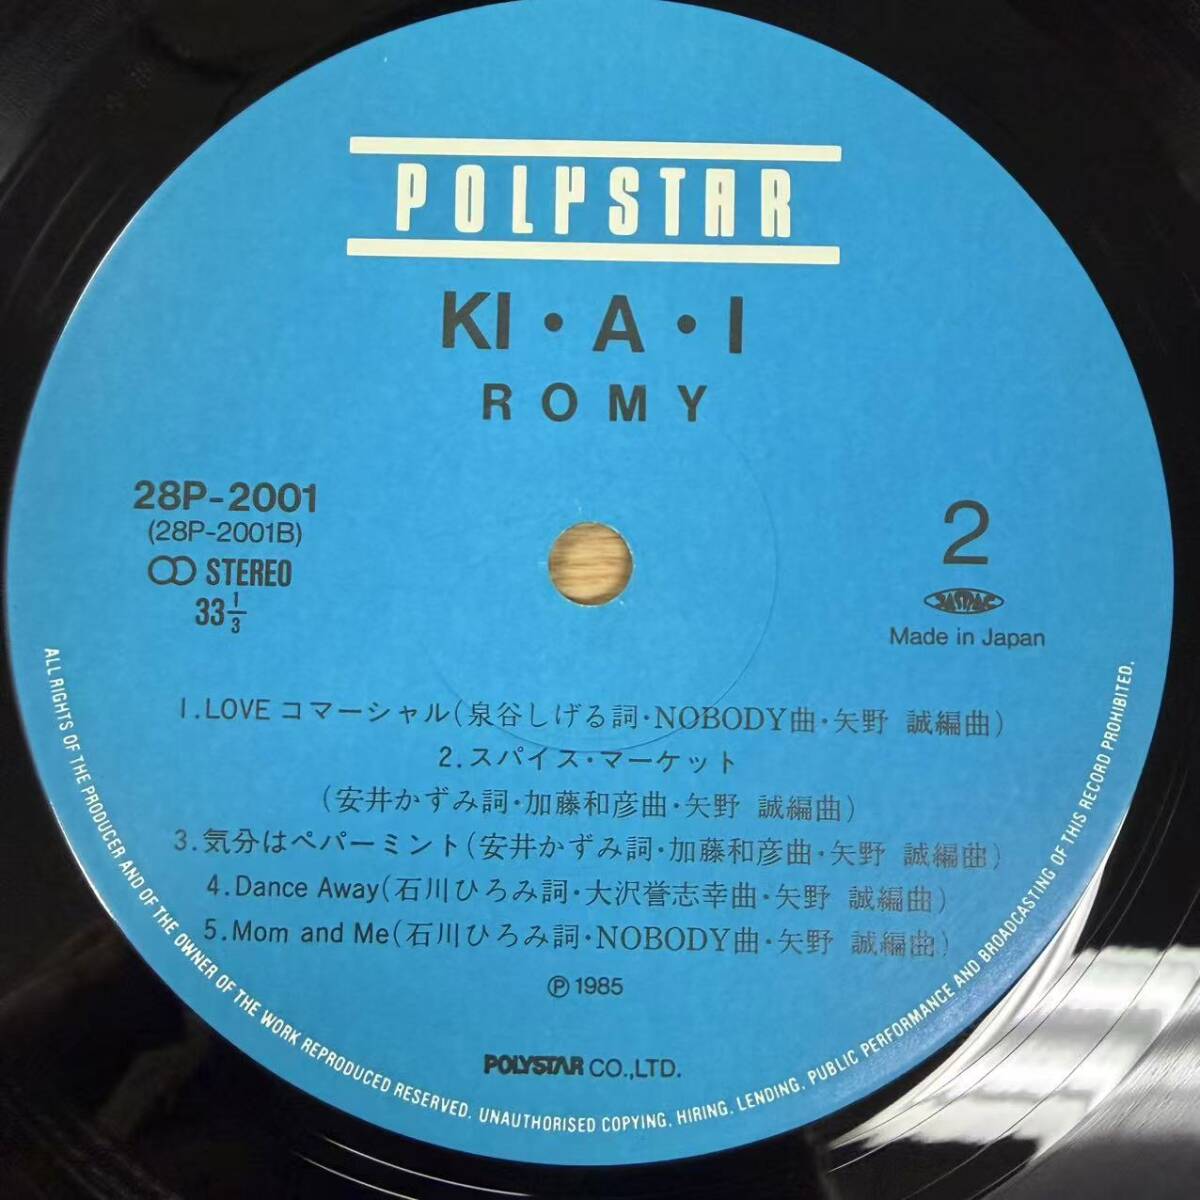 POLYSTAR
KI・A・I
ROMY
28P-2001
(28P-2001B)
STEREO
33 1/3
2
JASRAC
Made in Japan
1.LOVE コマーシャル(泉谷しげる詞・NOBODY曲・矢野 誠編曲)
2.スパイス・マーケット
(安井かずみ詞・加藤和彦曲・矢野 誠編曲)
3.気分はペパーミント(安井かずみ詞・加藤和彦曲・矢野 誠編曲)
4.Dance Away(石川ひろみ詞・大沢誉志幸曲・矢野 誠編曲)
5.Mom and Me(石川ひろみ詞・NOBODY曲・矢野 誠編曲)
Ⓟ 1985
POLYSTAR CO.,LTD.
ALL RIGHTS OF THE PRODUCER AND OF THE OWNER OF THE WORK REPRODUCED RESERVED. UNAUTHORISED COPYING, HIRING, LENDING, PUBLIC PERFORMANCE AND BROADCASTING OF THIS RECORD PROHIBITED.